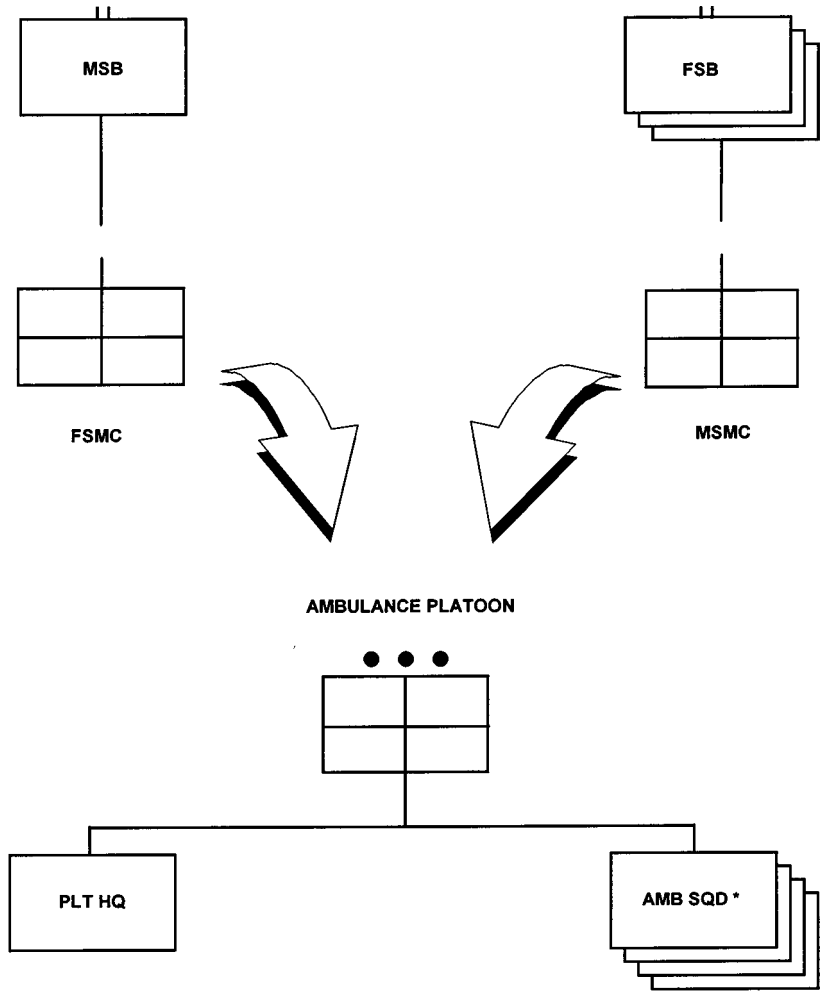 MSB
FSB
FSMC
MSMC
AMBULANCE PLATOON
PLT HQ
AMB SQD *